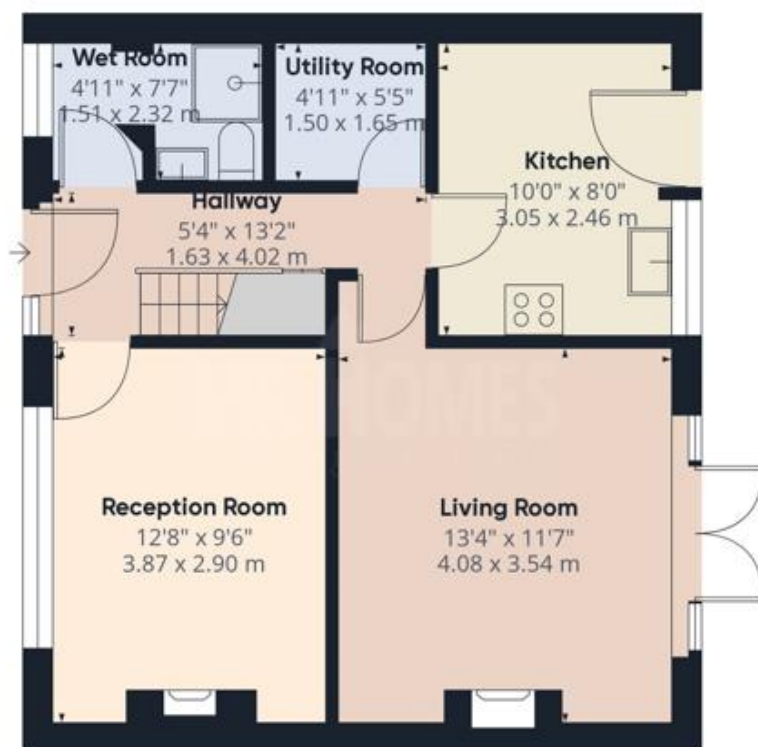 Wet Room
4'11" x 7'7"
1.51 x 2.32 m
Utility Room
4'11" x 5'5"
1.50 x 1.65 m
Kitchen
10'0" x 8'0"
3.05 x 2.46 m
Hallway
5'4" x 13'2"
1.63 x 4.02 m
HOMES
Reception Room
12'8" x 9'6"
3.87 x 2.90 m
Living Room
13'4" x 11'7"
4.08 x 3.54 m